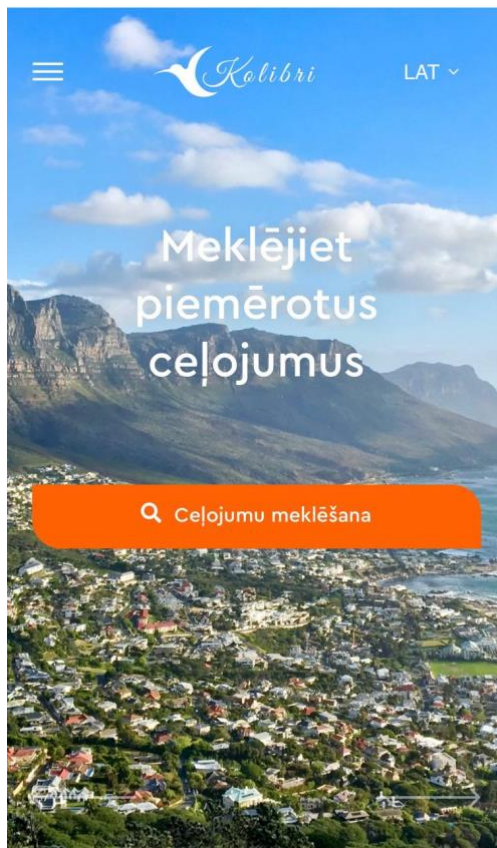 Kolibri
LAT
Meklējiet
piemērotus
ceļojumus
Ceļojumu meklēšana